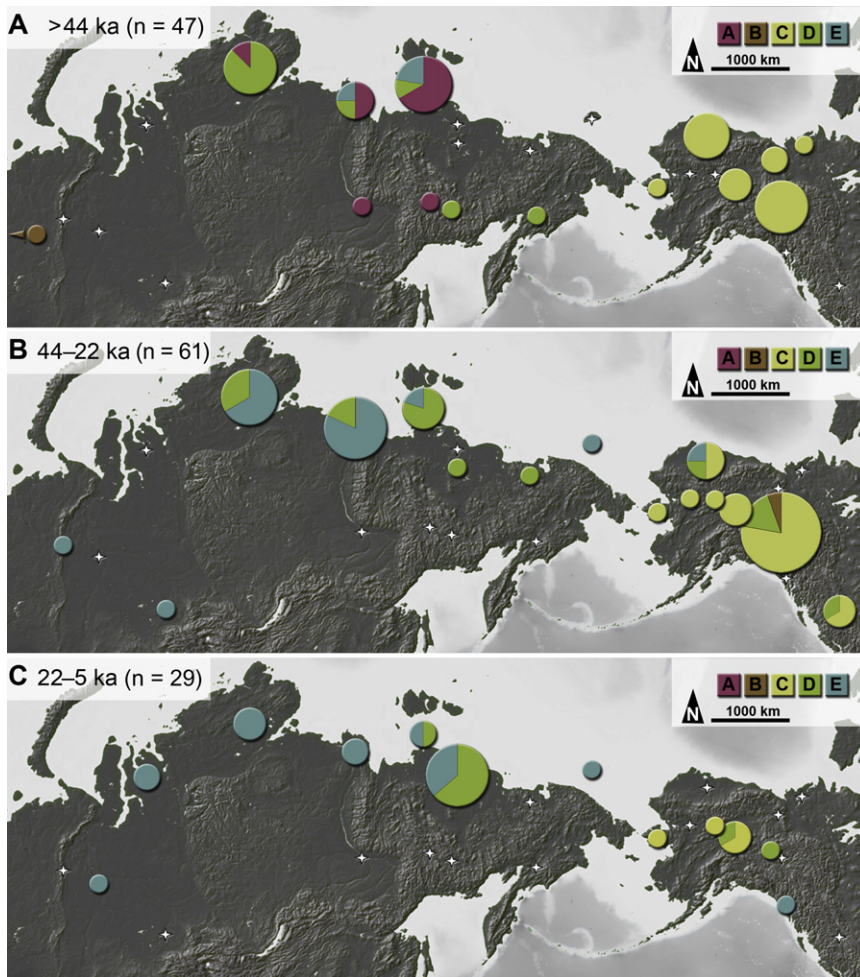 A >44 ka (n = 47)
A B C D E
N 1000 km
B 44–22 ka (n = 61)
A B C D E
N 1000 km
C 22–5 ka (n = 29)
A B C D E
N 1000 km